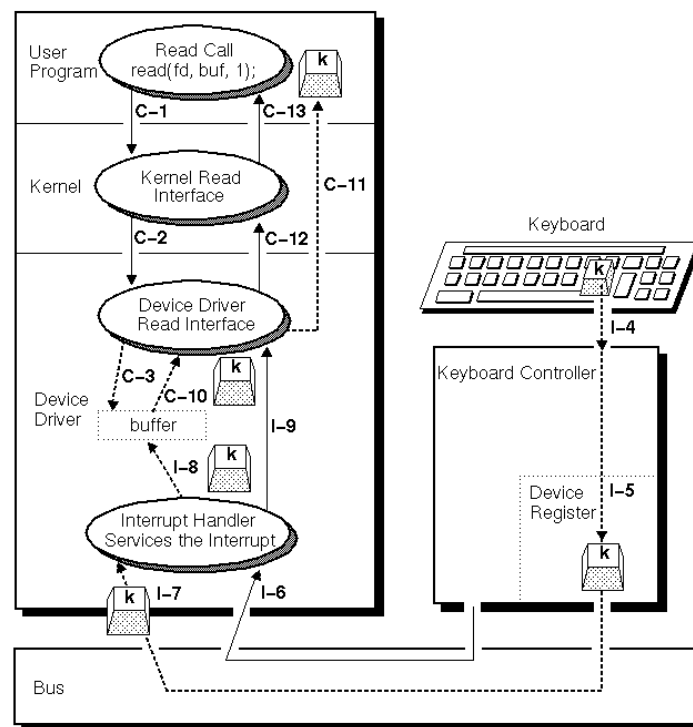 User
Program
Read Call
read(fd, buf, 1);
k
C-1
C-13
C-11
Kernel
Kernel Read
Interface
C-2
C-12
Keyboard
k
I-4
Device Driver
Read Interface
Keyboard Controller
C-3
C-10
k
Device
Driver
buffer
I-9
I-8
k
Device
Register
I-5
Interrupt Handler
Services the Interrupt
k
k
I-7
I-6
Bus